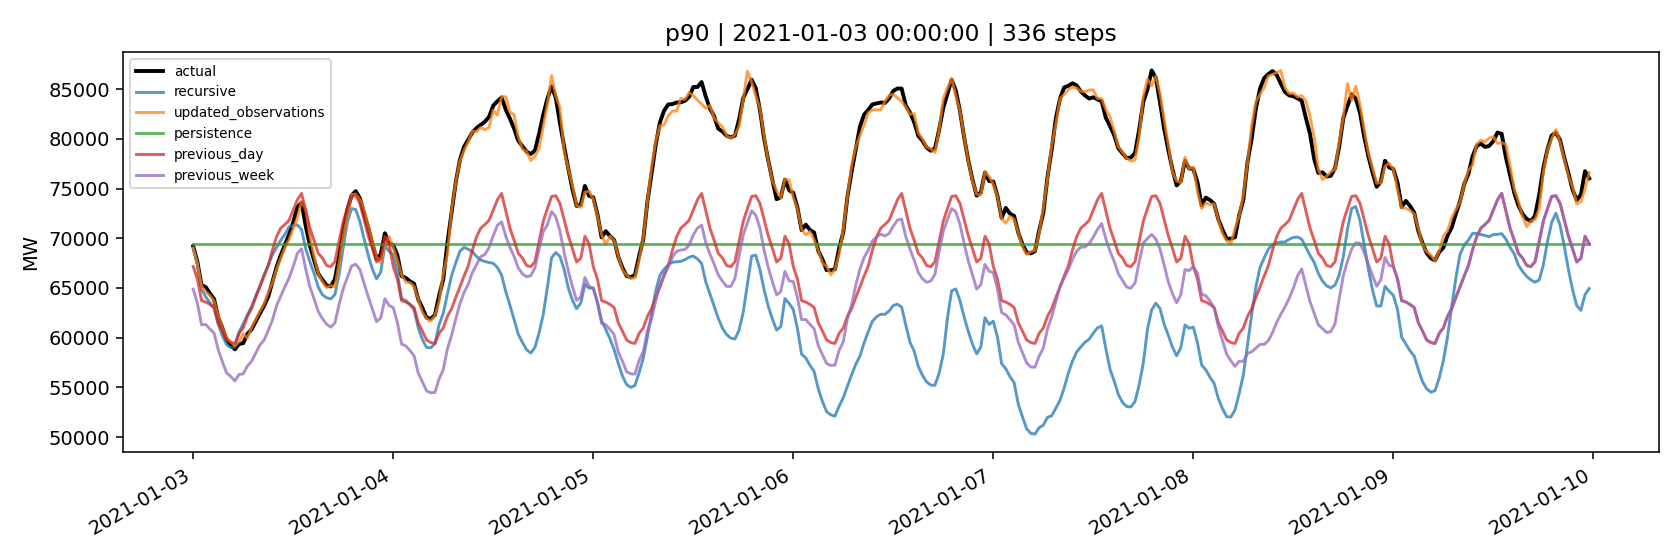 p90 | 2021-01-03 00:00:00 | 336 steps
actual
recursive
updated_observations
persistence
previous_day
previous_week
MW
85000
80000
75000
70000
65000
60000
55000
50000
2021-01-03
2021-01-04
2021-01-05
2021-01-06
2021-01-07
2021-01-08
2021-01-09
2021-01-10